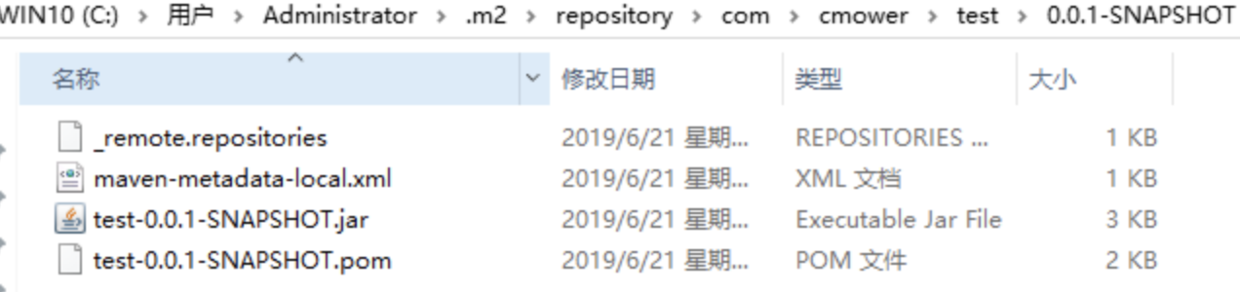 WIN10 (C:) › 用户 › Administrator › .m2 › repository › com › cmower › test › 0.0.1-SNAPSHOT
名称 修改日期 类型 大小
_remote.repositories 2019/6/21 星期... REPOSITORIES ... 1 KB
maven-metadata-local.xml 2019/6/21 星期... XML 文档 1 KB
test-0.0.1-SNAPSHOT.jar 2019/6/21 星期... Executable Jar File 3 KB
test-0.0.1-SNAPSHOT.pom 2019/6/21 星期... POM 文件 2 KB